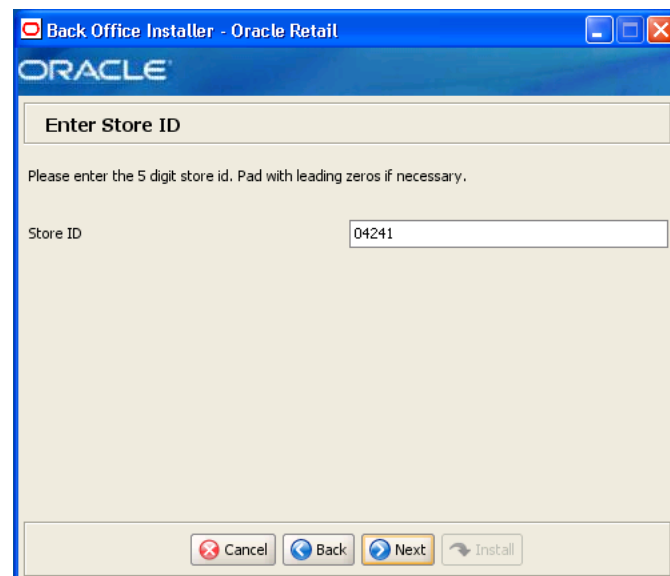 Back Office Installer - Oracle Retail
ORACLE
Enter Store ID
Please enter the 5 digit store id. Pad with leading zeros if necessary.
Store ID 04241
Cancel Back Next Install